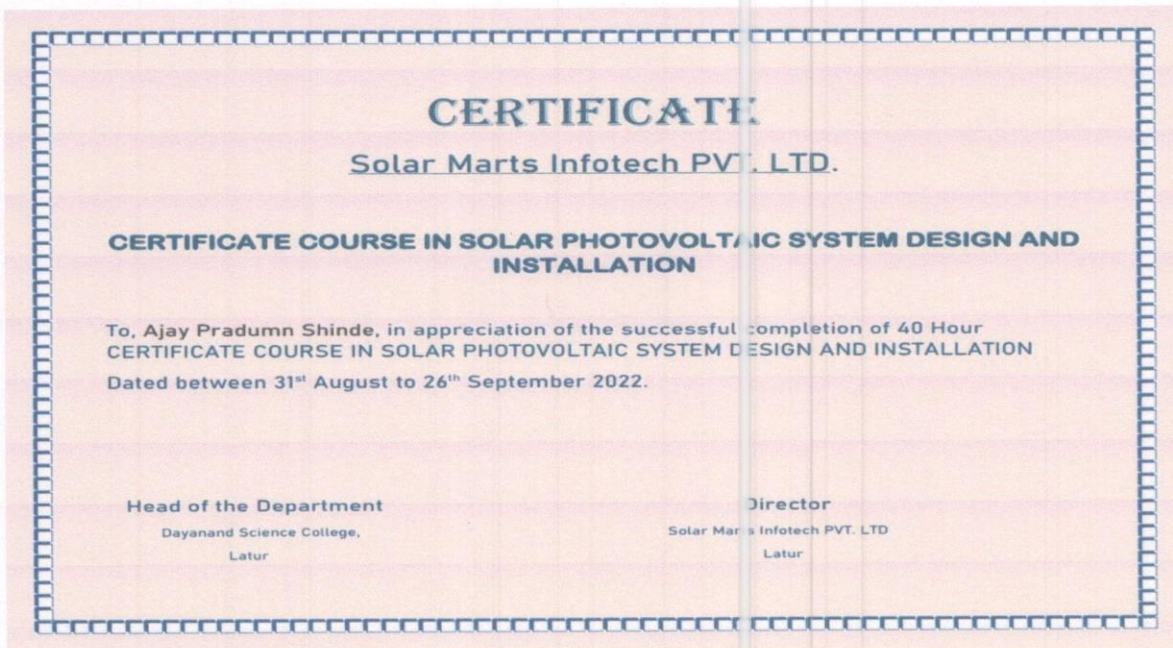 CERTIFICATE
Solar Marts Infotech PVT. LTD.
CERTIFICATE COURSE IN SOLAR PHOTOVOLTAIC SYSTEM DESIGN AND
INSTALLATION
To, Ajay Pradumn Shinde, in appreciation of the successful completion of 40 Hour
CERTIFICATE COURSE IN SOLAR PHOTOVOLTAIC SYSTEM DESIGN AND INSTALLATION
Dated between 31st August to 26th September 2022.
Head of the Department
Dayanand Science College,
Latur
Director
Solar Marts Infotech PVT. LTD
Latur